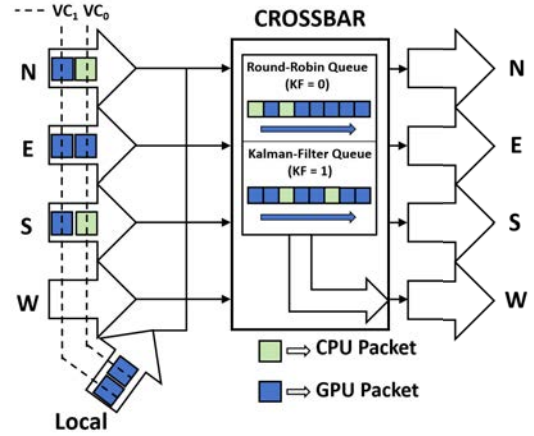 VC1 VC0
CROSSBAR
N
E
S
W
Local
Round-Robin Queue
(KF = 0)
Kalman-Filter Queue
(KF = 1)
N
E
S
W
CPU Packet
GPU Packet